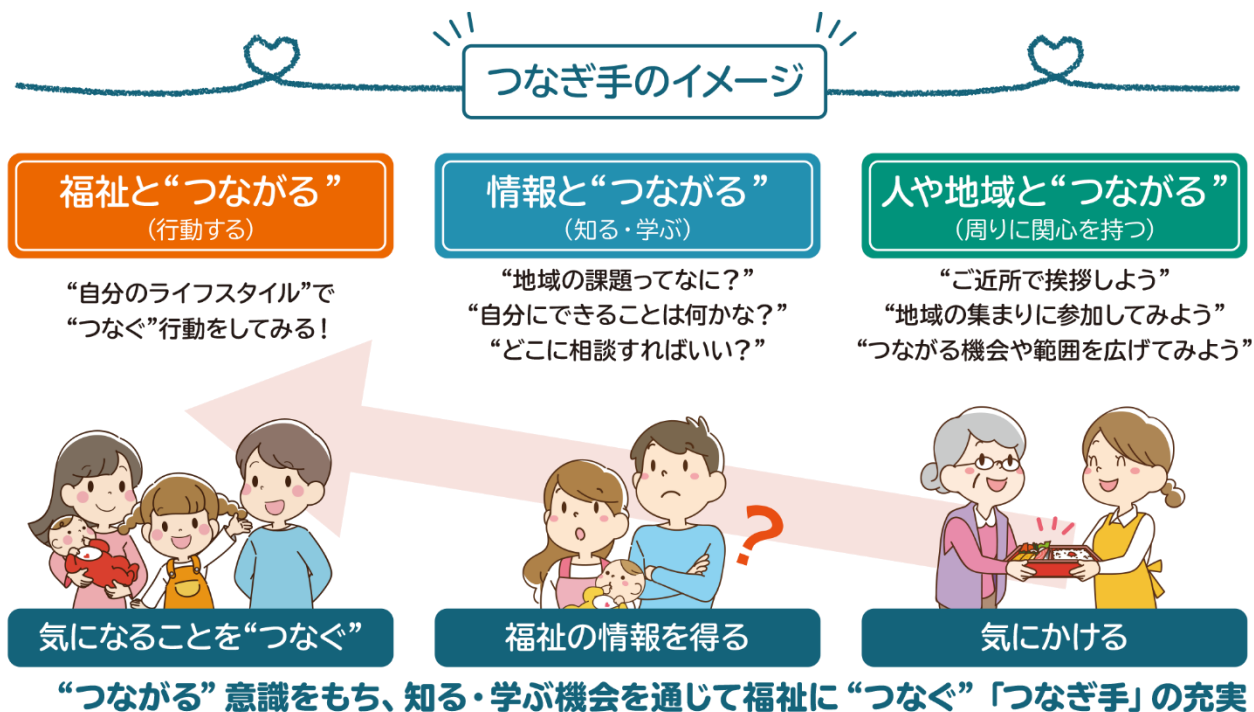 つなぎ手のイメージ
福祉と“つながる”
（行動する）
“自分のライフスタイル”で
“つなぐ”行動をしてみる！
気になることを“つなぐ”
情報と“つながる”
（知る・学ぶ）
“地域の課題ってなに？”
“自分にできることは何かな？”
“どこに相談すればいい？”
?
福祉の情報を得る
人や地域と“つながる”
（周りに関心を持つ）
“ご近所で挨拶しよう”
“地域の集まりに参加してみよう”
“つながる機会や範囲を広げてみよう”
気にかける
“つながる”意識をもち、知る・学ぶ機会を通じて福祉に“つなぐ”「つなぎ手」の充実